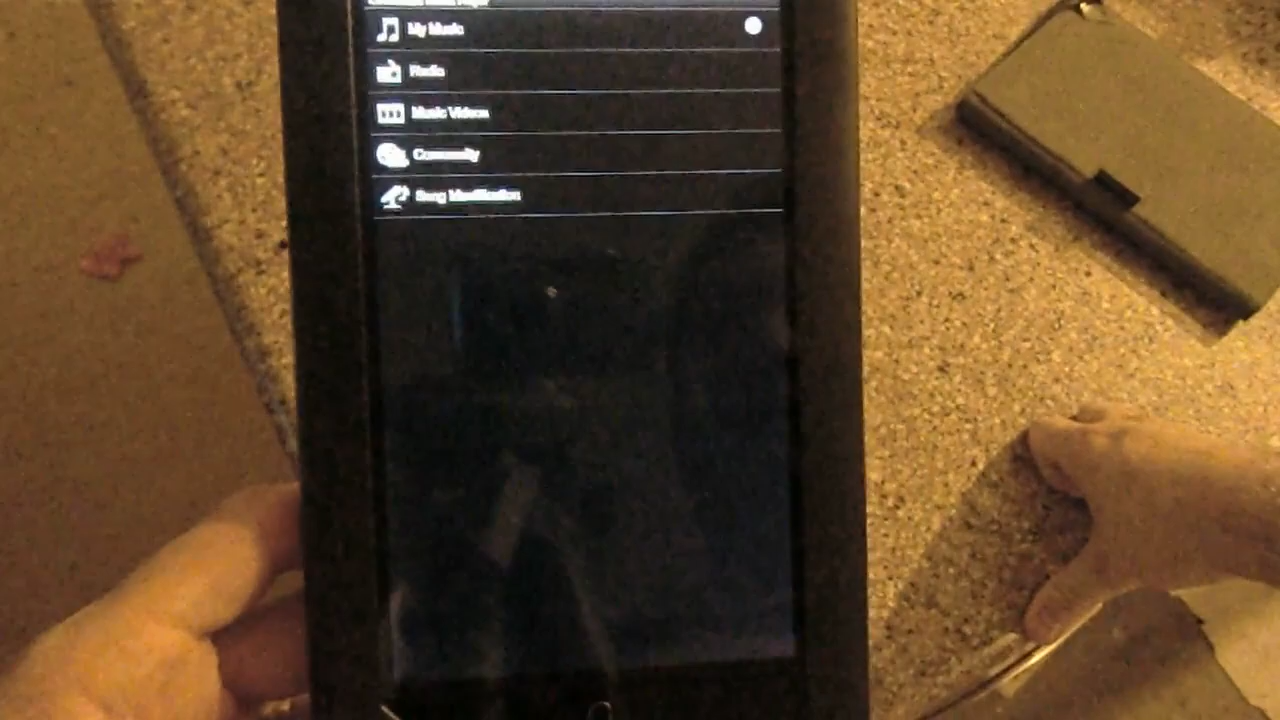 My Music
Radio
Music Videos
Community
Song Identification